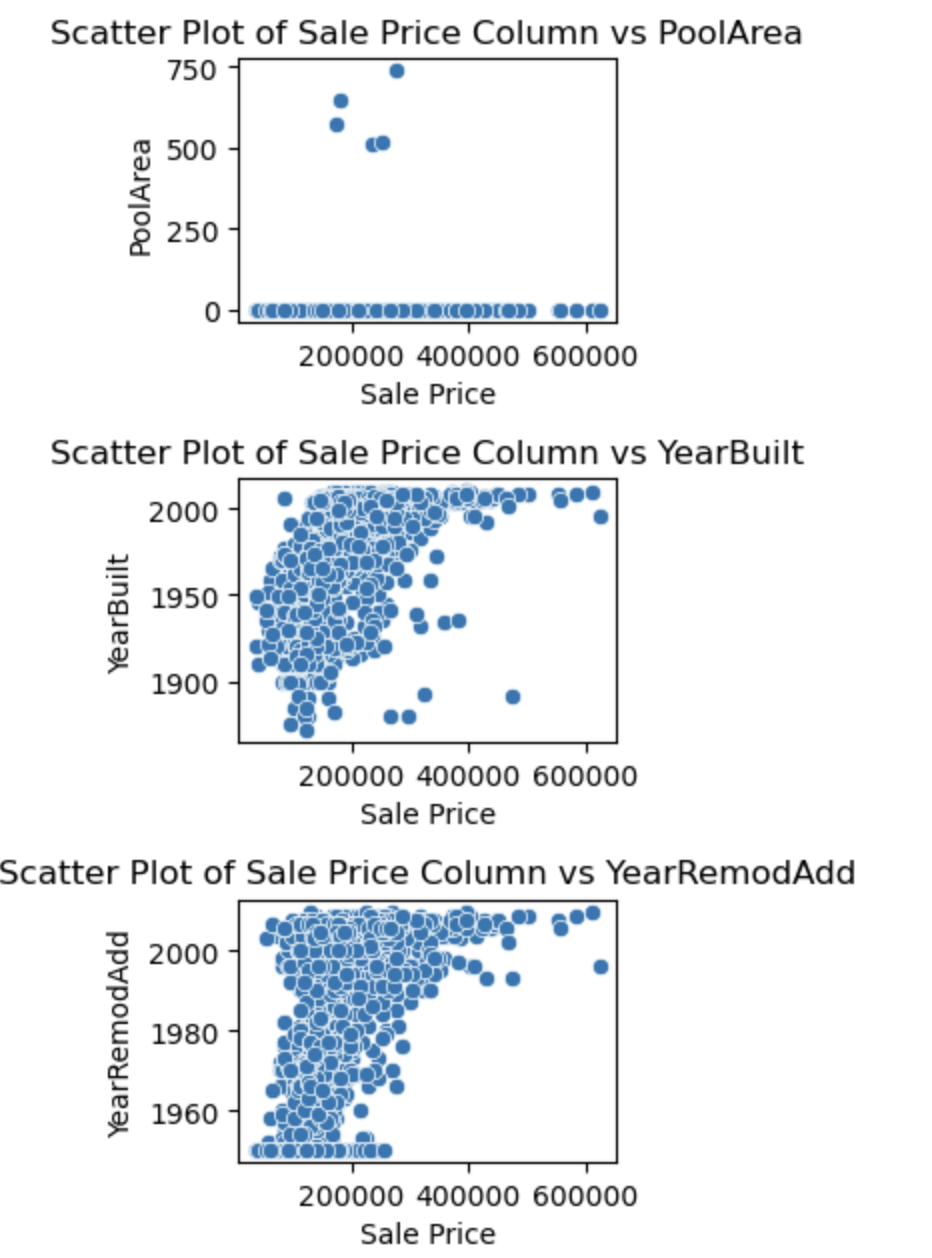 Scatter Plot of Sale Price Column vs PoolArea
750
500
250
0
PoolArea
200000 400000 600000
Sale Price
Scatter Plot of Sale Price Column vs YearBuilt
2000
1950
1900
YearBuilt
200000 400000 600000
Sale Price
Scatter Plot of Sale Price Column vs YearRemodAdd
2000
1980
1960
YearRemodAdd
200000 400000 600000
Sale Price